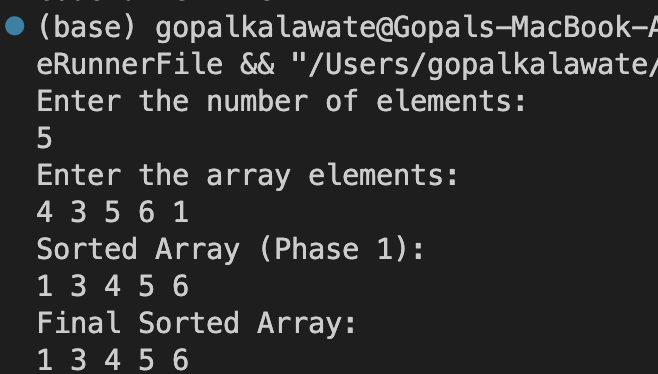 (base) gopalkalawate@Gopals-MacBook-A
eRunnerFile && "/Users/gopalkalawate/
Enter the number of elements:
5
Enter the array elements:
4 3 5 6 1
Sorted Array (Phase 1):
1 3 4 5 6
Final Sorted Array:
1 3 4 5 6